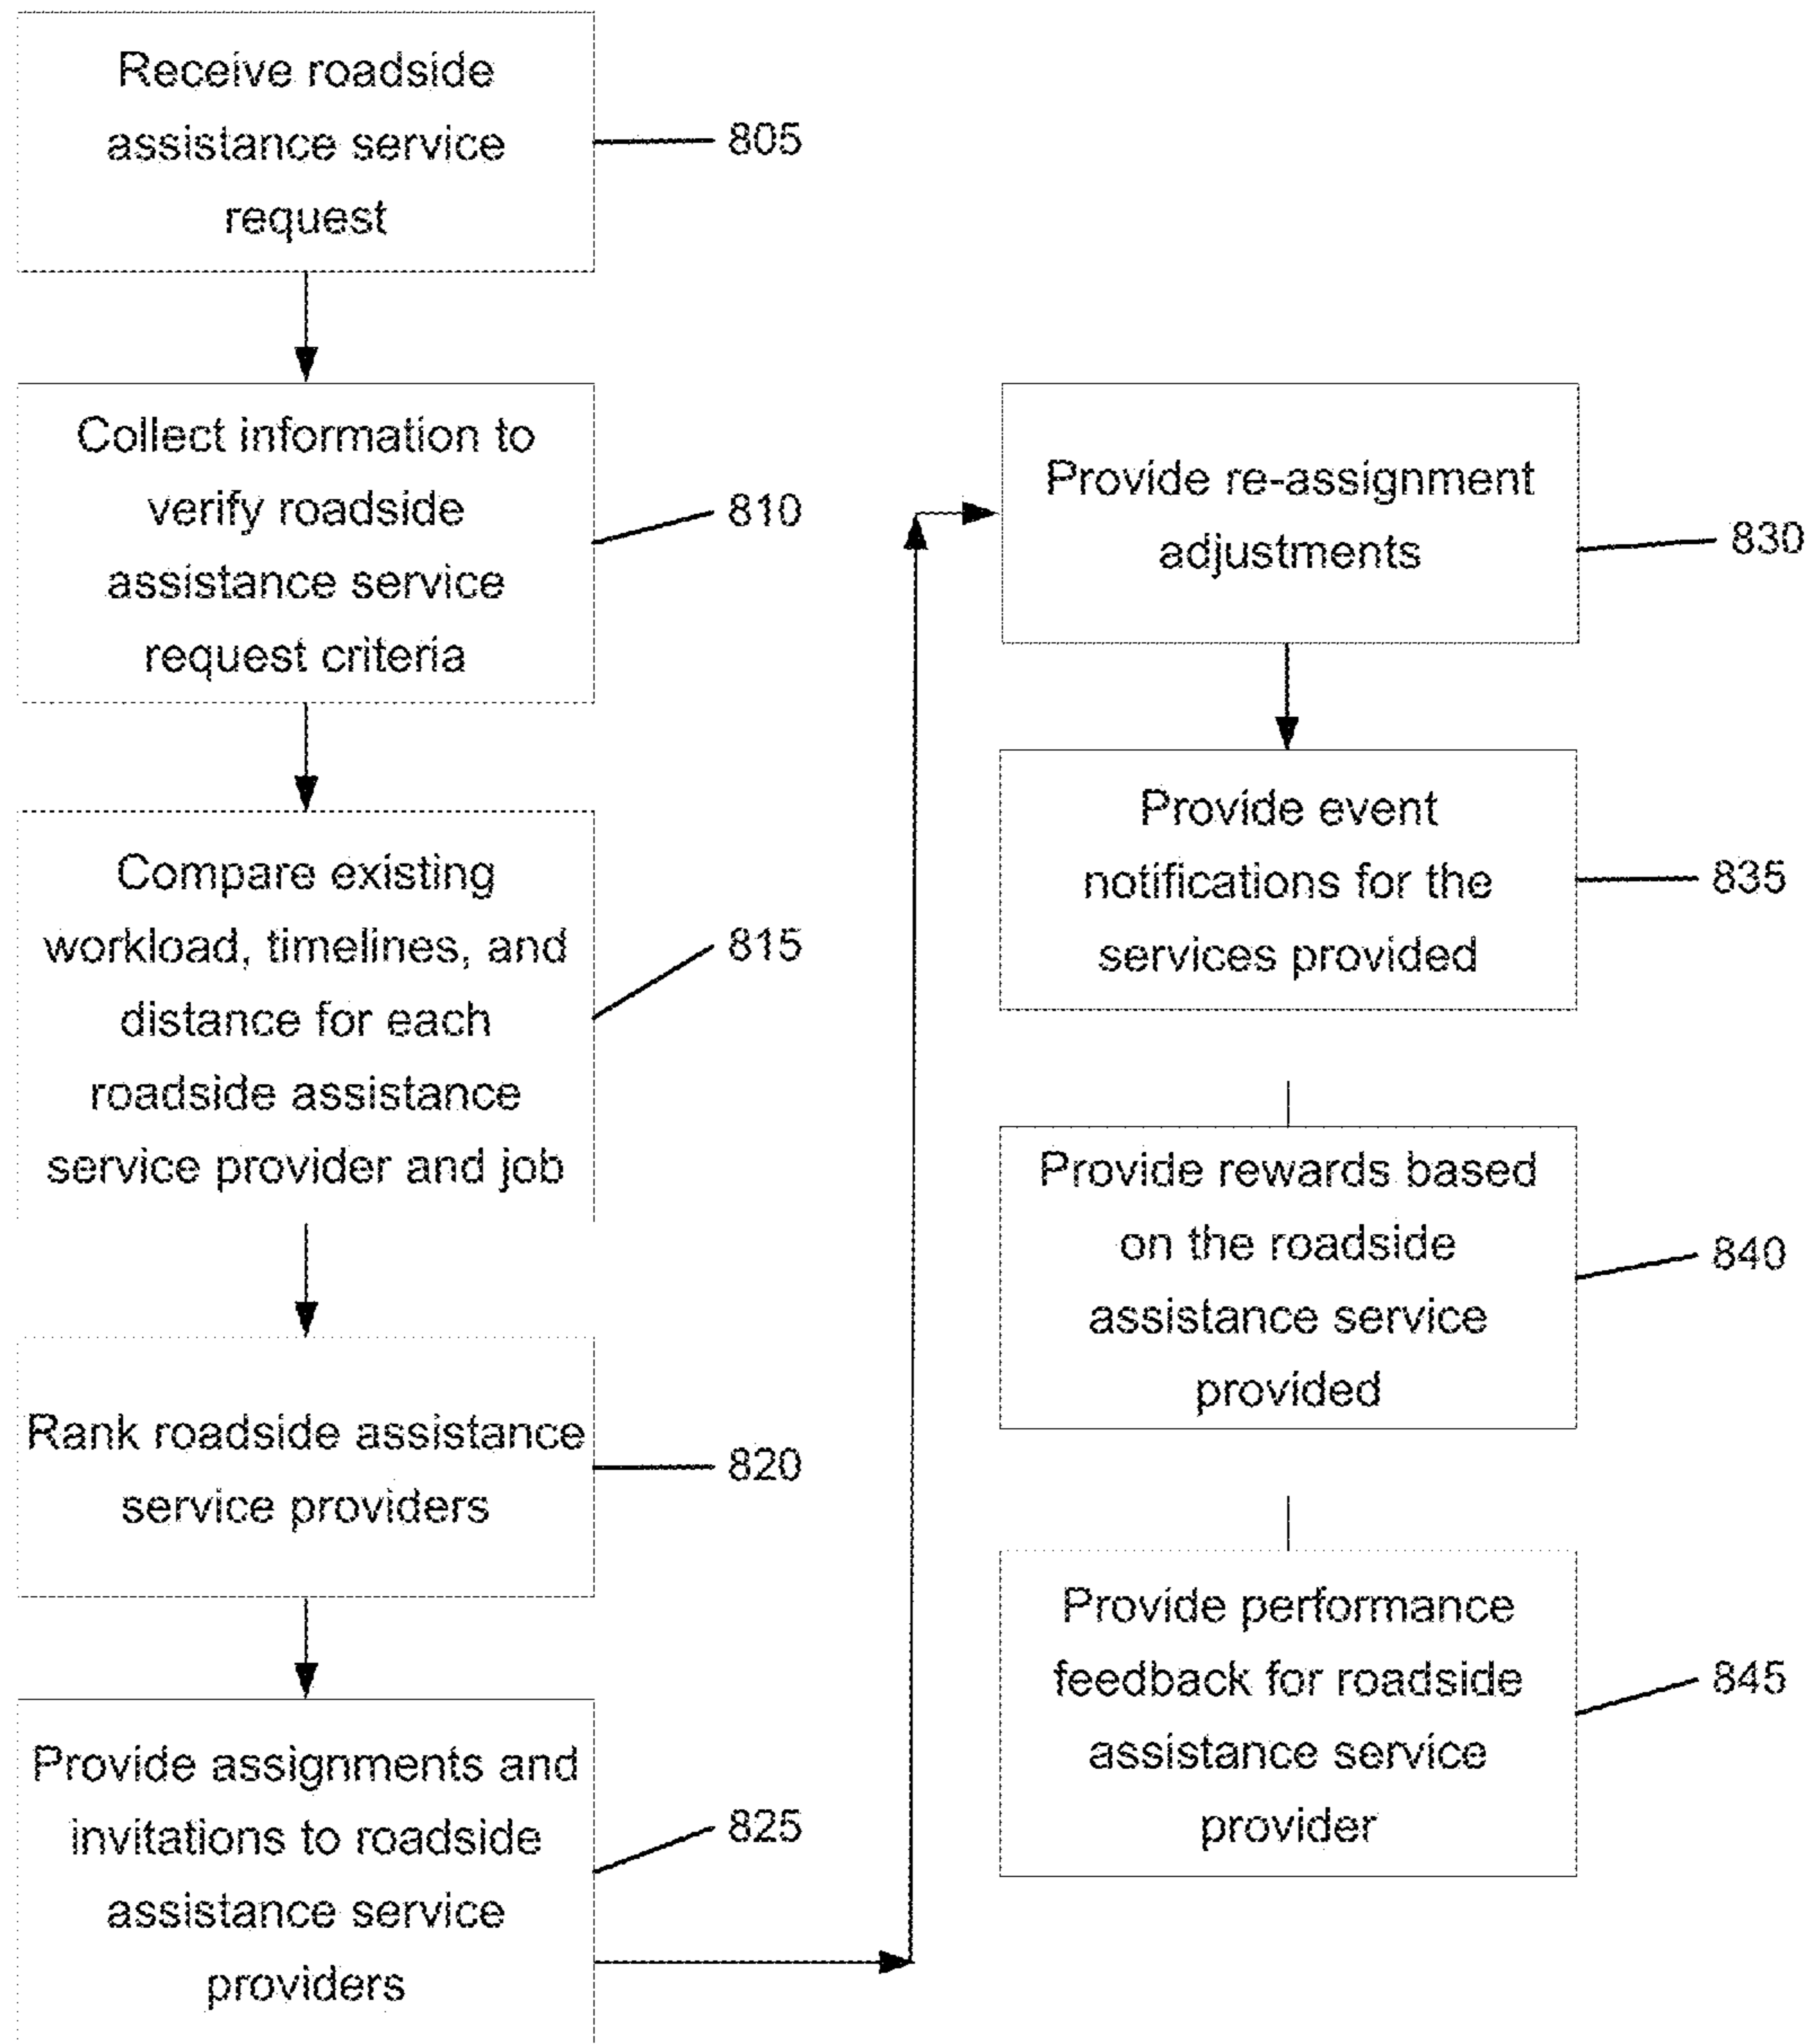 Receive roadside
assistance service
request
805
Collect information to
verify roadside
assistance service
request criteria
810
Compare existing
workload, timelines, and
distance for each
roadside assistance
service provider and job
815
Rank roadside assistance
service providers
820
Provide assignments and
invitations to roadside
assistance service
providers
825
Provide re-assignment
adjustments
830
Provide event
notifications for the
services provided
835
Provide rewards based
on the roadside
assistance service
provided
840
Provide performance
feedback for roadside
assistance service
provider
845